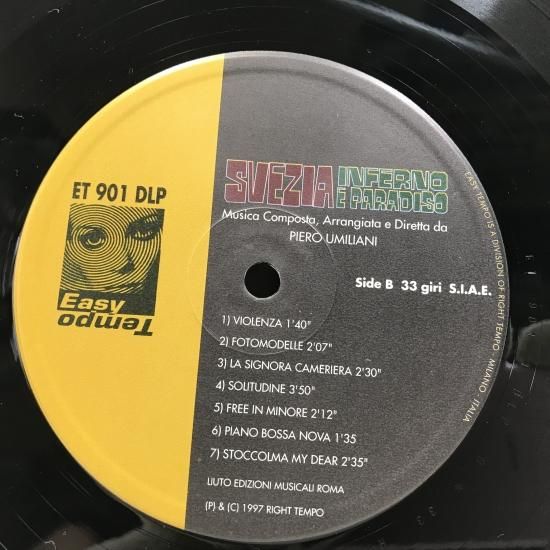 ET 901 DLP
Easy
Tempo
SVEZIA INFERNO
E PARADISO
Musica Composta, Arrangiata e Diretta da
PIERO UMILIANI
Side B 33 giri S.I.A.E.
1) VIOLENZA 1'40"
2) FOTOMODELLE 2'07"
3) LA SIGNORA CAMERIERA 2'30"
4) SOLITUDINE 3'50"
5) FREE IN MINORE 2'12"
6) PIANO BOSSA NOVA 1'35
7) STOCCOLMA MY DEAR 2'35"
LIUTO EDIZIONI MUSICALI ROMA
(P) & (C) 1997 RIGHT TEMPO
EASY TEMPO IS A DIVISION OF RIGHT TEMPO - MILANO - ITALIA